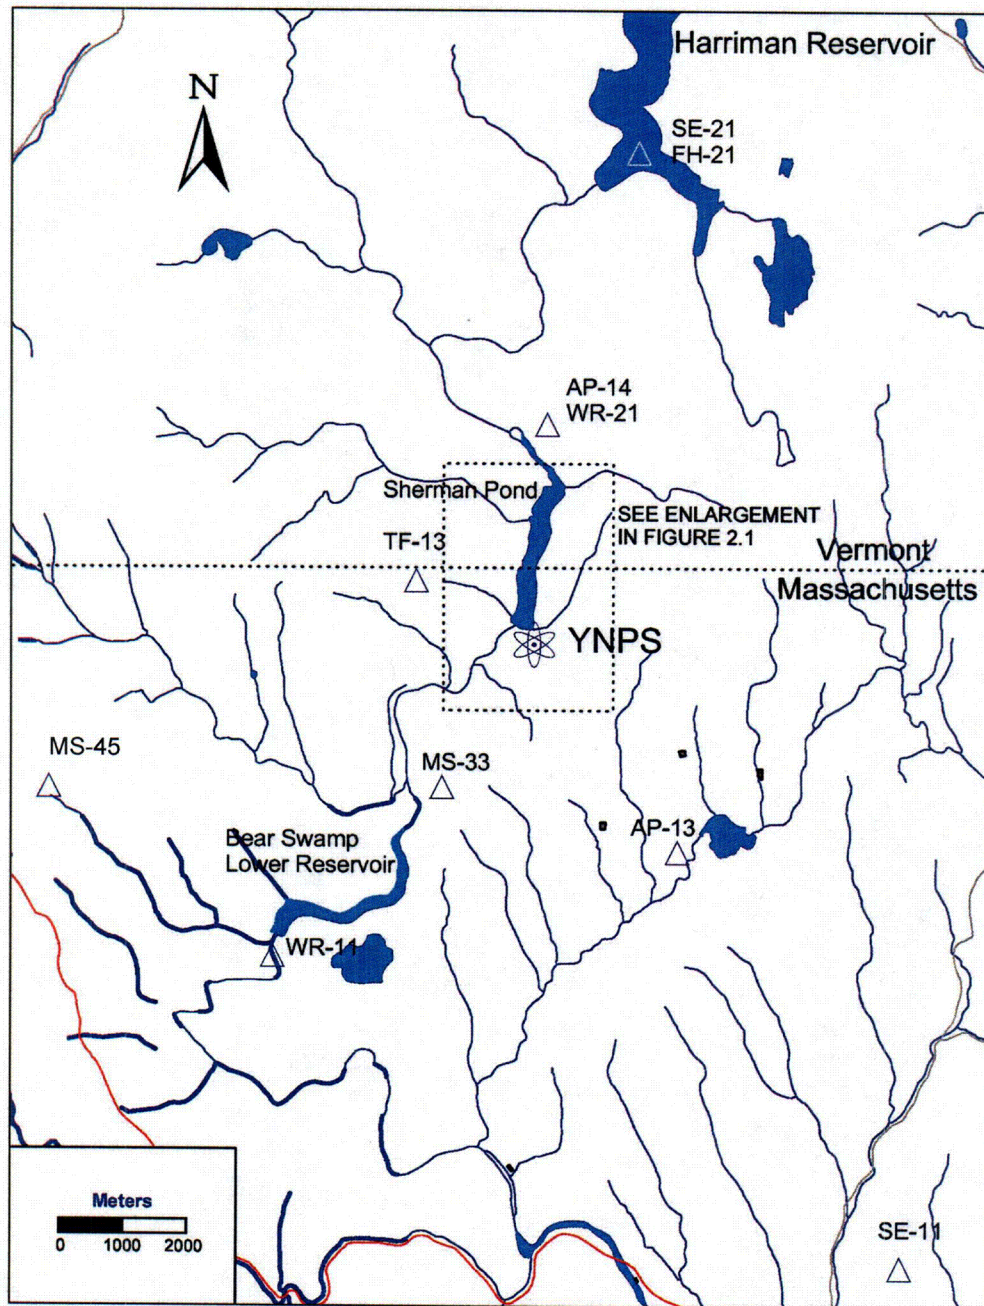 Harriman Reservoir
N
SE-21
FH-21
AP-14
WR-21
Sherman Pond
SEE ENLARGEMENT
IN FIGURE 2.1
TF-13
Vermont
Massachusetts
YNPS
MS-45
MS-33
AP-13
Bear Swamp
Lower Reservoir
WR-11
Meters
0 1000 2000
SE-11